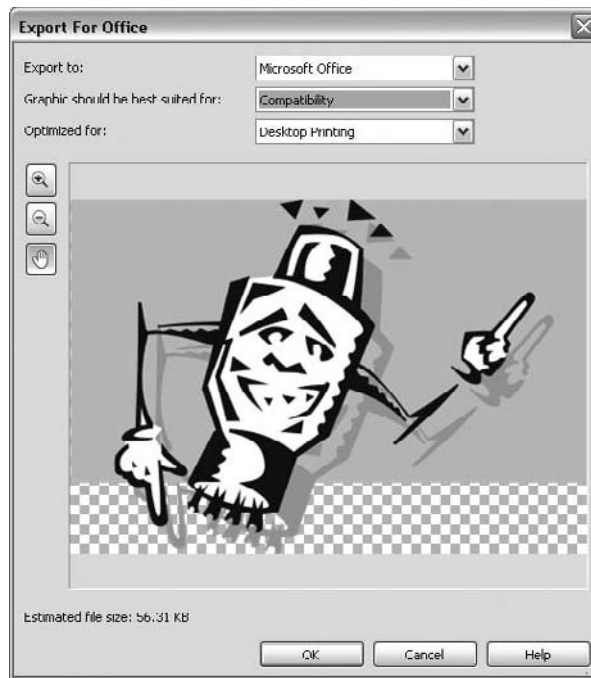 Export For Office
Export to: Microsoft Office
Graphic should be best suited for: Compatibility
Optimized for: Desktop Printing
Estimated file size: 56.31 KB
OK Cancel Help